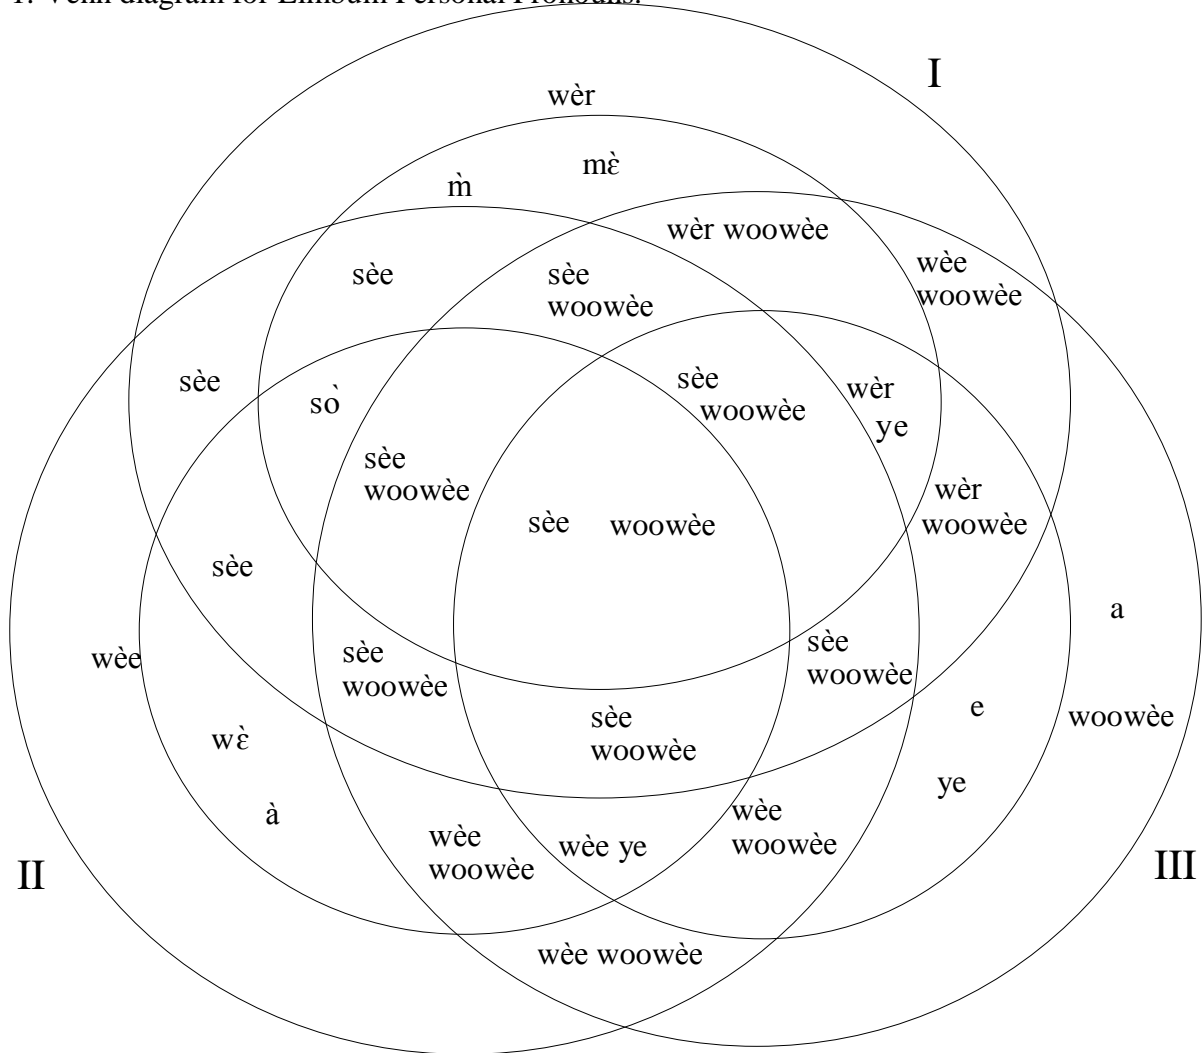 1. Venn diagram for Limbum Personal Pronouns.
I
wèr
mɛ̀
m̀
wèr woowèe
wèe
woowèe
sèe
sèe
woowèe
sèe
sò
sèe
woowèe
wèr
ye
sèe
woowèe
wèr
woowèe
sèe woowèe
sèe
a
wèe
sèe
woowèe
sèe
woowèe
e
woowèe
sèe
woowèe
wɛ̀
ye
à
wèe
woowèe
wèe ye
wèe
woowèe
II
III
wèe woowèe